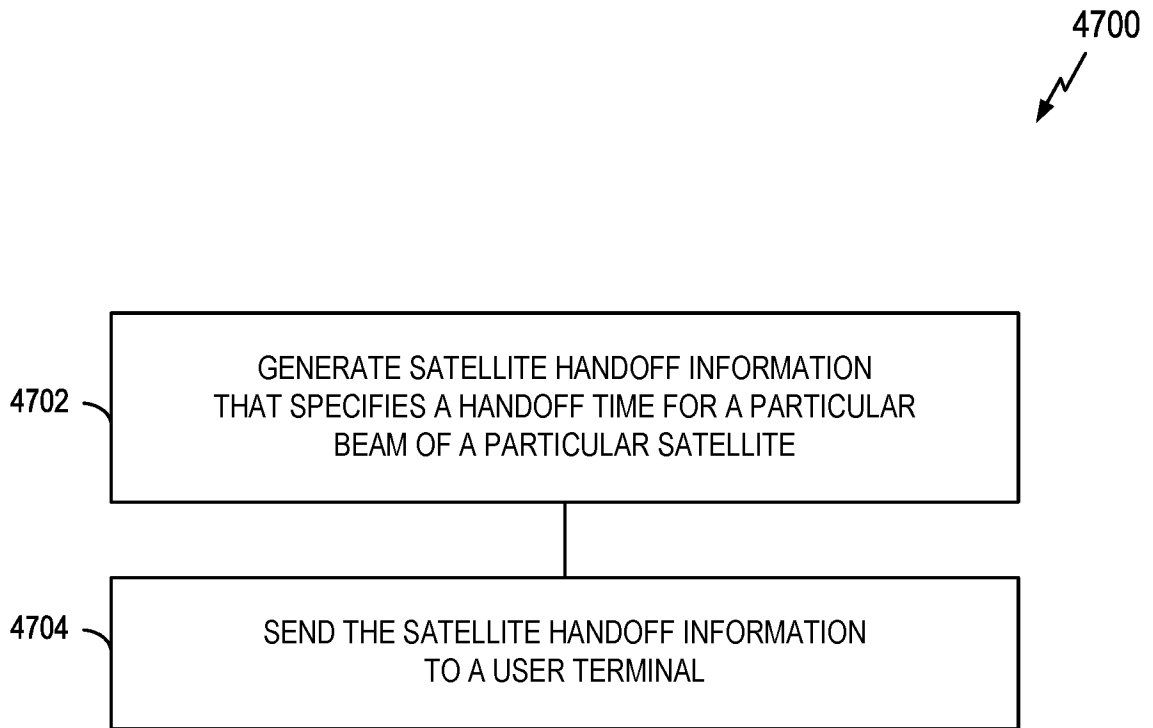 4700
4702
GENERATE SATELLITE HANDOFF INFORMATION
THAT SPECIFIES A HANDOFF TIME FOR A PARTICULAR
BEAM OF A PARTICULAR SATELLITE
4704
SEND THE SATELLITE HANDOFF INFORMATION
TO A USER TERMINAL